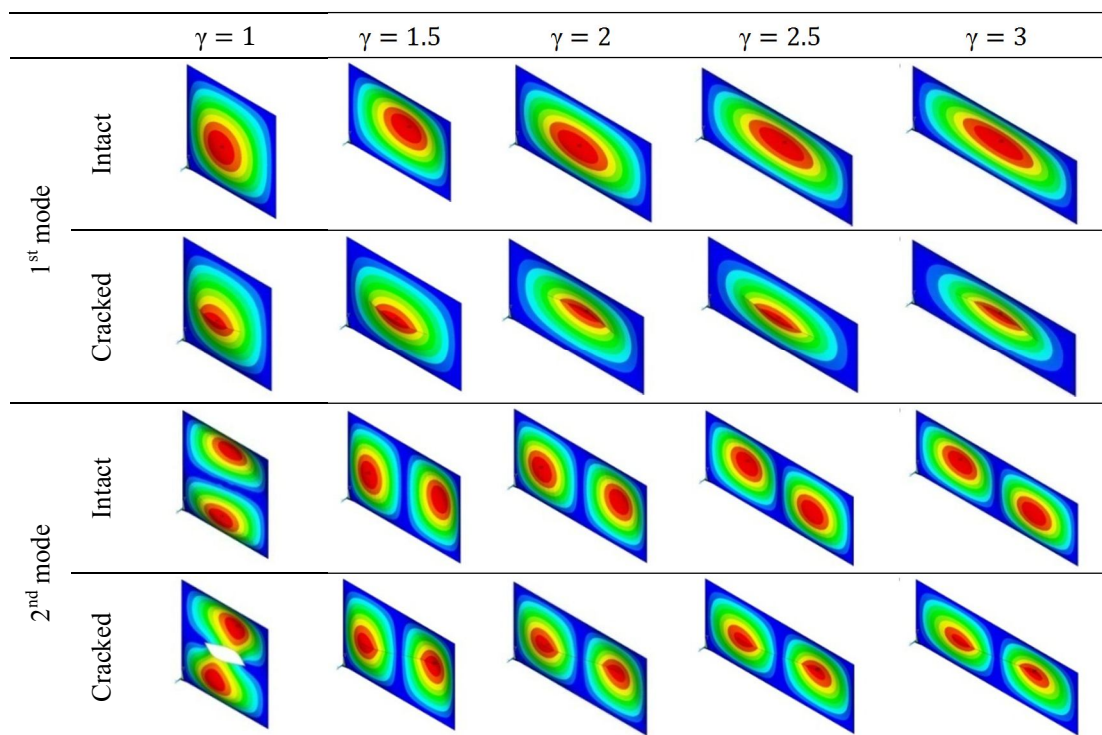 γ = 1 γ = 1.5 γ = 2 γ = 2.5 γ = 3
1st mode
Intact
Cracked
2nd mode
Intact
Cracked